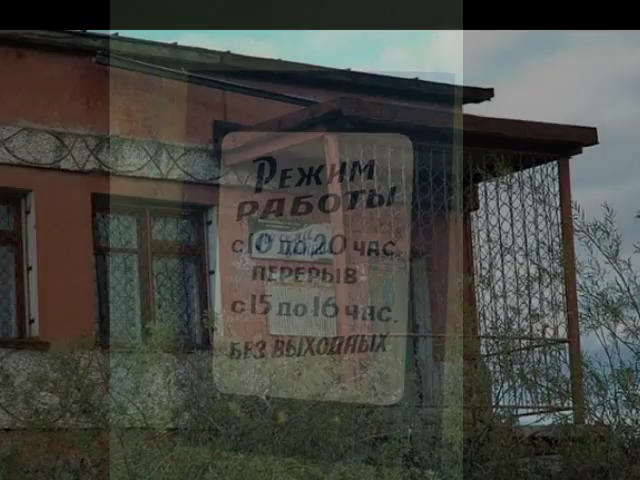 РЕЖИМ
РАБОТЫ
с 10 до 20 час.
ПЕРЕРЫВ
с 15 до 16 час.
БЕЗ ВЫХОДНЫХ